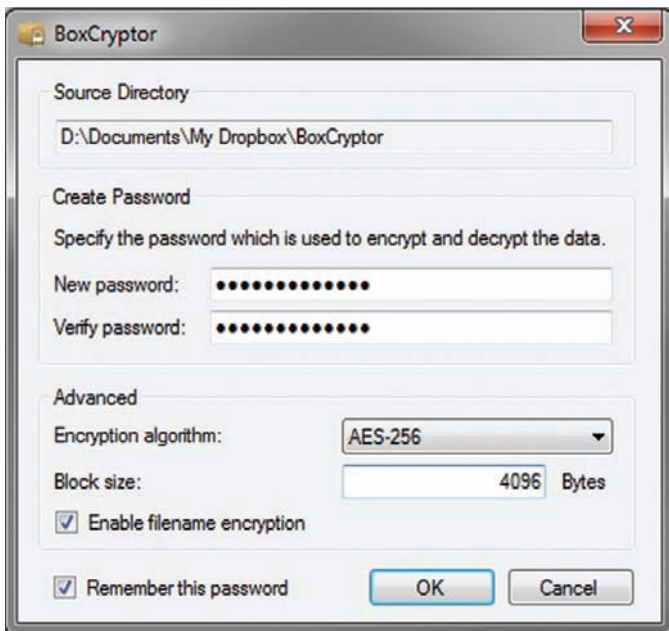 BoxCryptor
Source Directory
D:\Documents\My Dropbox\BoxCryptor
Create Password
Specify the password which is used to encrypt and decrypt the data.
New password: •••••••••••••
Verify password: •••••••••••••
Advanced
Encryption algorithm: AES-256
Block size: 4096 Bytes
Enable filename encryption
Remember this password OK Cancel